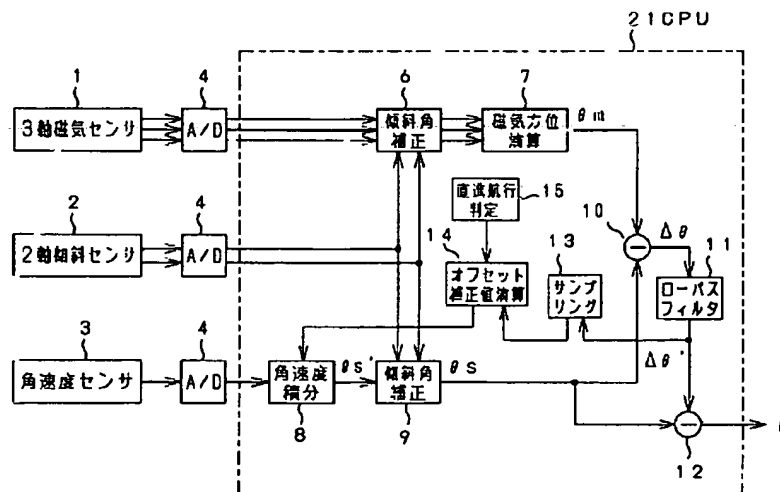 21CPU
1
3軸磁気センサ
4
A/D
6
傾斜角
補正
7
磁気方位
演算
θm
2
2軸傾斜センサ
4
A/D
直進航行
判定
15
14
オフセット
補正値演算
13
サンプ
リング
10
Δθ
11
ローパス
フィルタ
3
角速度センサ
4
A/D
角速度
積分
8
θs'
傾斜角
補正
9
θs
Δθ'
12